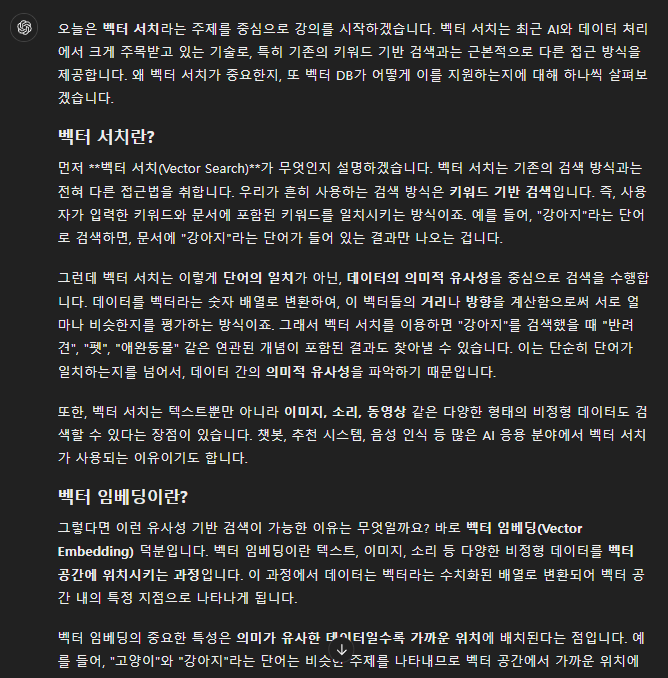 오늘은 벡터 서치라는 주제를 중심으로 강의를 시작하겠습니다. 벡터 서치는 최근 AI와 데이터 처리
에서 크게 주목받고 있는 기술로, 특히 기존의 키워드 기반 검색과는 근본적으로 다른 접근 방식을
제공합니다. 왜 벡터 서치가 중요한지, 또 벡터 DB가 어떻게 이를 지원하는지에 대해 하나씩 살펴보
겠습니다.
벡터 서치란?
먼저 **벡터 서치(Vector Search)**가 무엇인지 설명하겠습니다. 벡터 서치는 기존의 검색 방식과는
전혀 다른 접근법을 취합니다. 우리가 흔히 사용하는 검색 방식은 키워드 기반 검색입니다. 즉, 사용
자가 입력한 키워드와 문서에 포함된 키워드를 일치시키는 방식이죠. 예를 들어, "강아지"라는 단어
로 검색하면, 문서에 "강아지"라는 단어가 들어 있는 결과만 나오는 겁니다.
그런데 벡터 서치는 이렇게 단어의 일치가 아닌, 데이터의 의미적 유사성을 중심으로 검색을 수행합
니다. 데이터를 벡터라는 숫자 배열로 변환하여, 이 벡터들의 거리나 방향을 계산함으로써 서로 얼
마나 비슷한지를 평가하는 방식이죠. 그래서 벡터 서치를 이용하면 "강아지"를 검색했을 때 "반려
견", "펫", "애완동물" 같은 연관된 개념이 포함된 결과도 찾아낼 수 있습니다. 이는 단순히 단어가
일치하는지를 넘어서, 데이터 간의 의미적 유사성을 파악하기 때문입니다.
또한, 벡터 서치는 텍스트뿐만 아니라 이미지, 소리, 동영상 같은 다양한 형태의 비정형 데이터도 검
색할 수 있다는 장점이 있습니다. 챗봇, 추천 시스템, 음성 인식 등 많은 AI 응용 분야에서 벡터 서치
가 사용되는 이유이기도 합니다.
벡터 임베딩이란?
그렇다면 이런 유사성 기반 검색이 가능한 이유는 무엇일까요? 바로 벡터 임베딩(Vector
Embedding) 덕분입니다. 벡터 임베딩이란 텍스트, 이미지, 소리 등 다양한 비정형 데이터를 벡터
공간에 위치시키는 과정입니다. 이 과정에서 데이터는 벡터라는 수치화된 배열로 변환되어 벡터 공
간 내의 특정 지점으로 나타나게 됩니다.
벡터 임베딩의 중요한 특성은 의미가 유사한 데이터일수록 가까운 위치에 배치된다는 점입니다. 예
를 들어, "고양이"와 "강아지"라는 단어는 비슷한 주제를 나타내므로 벡터 공간에서 가까운 위치에